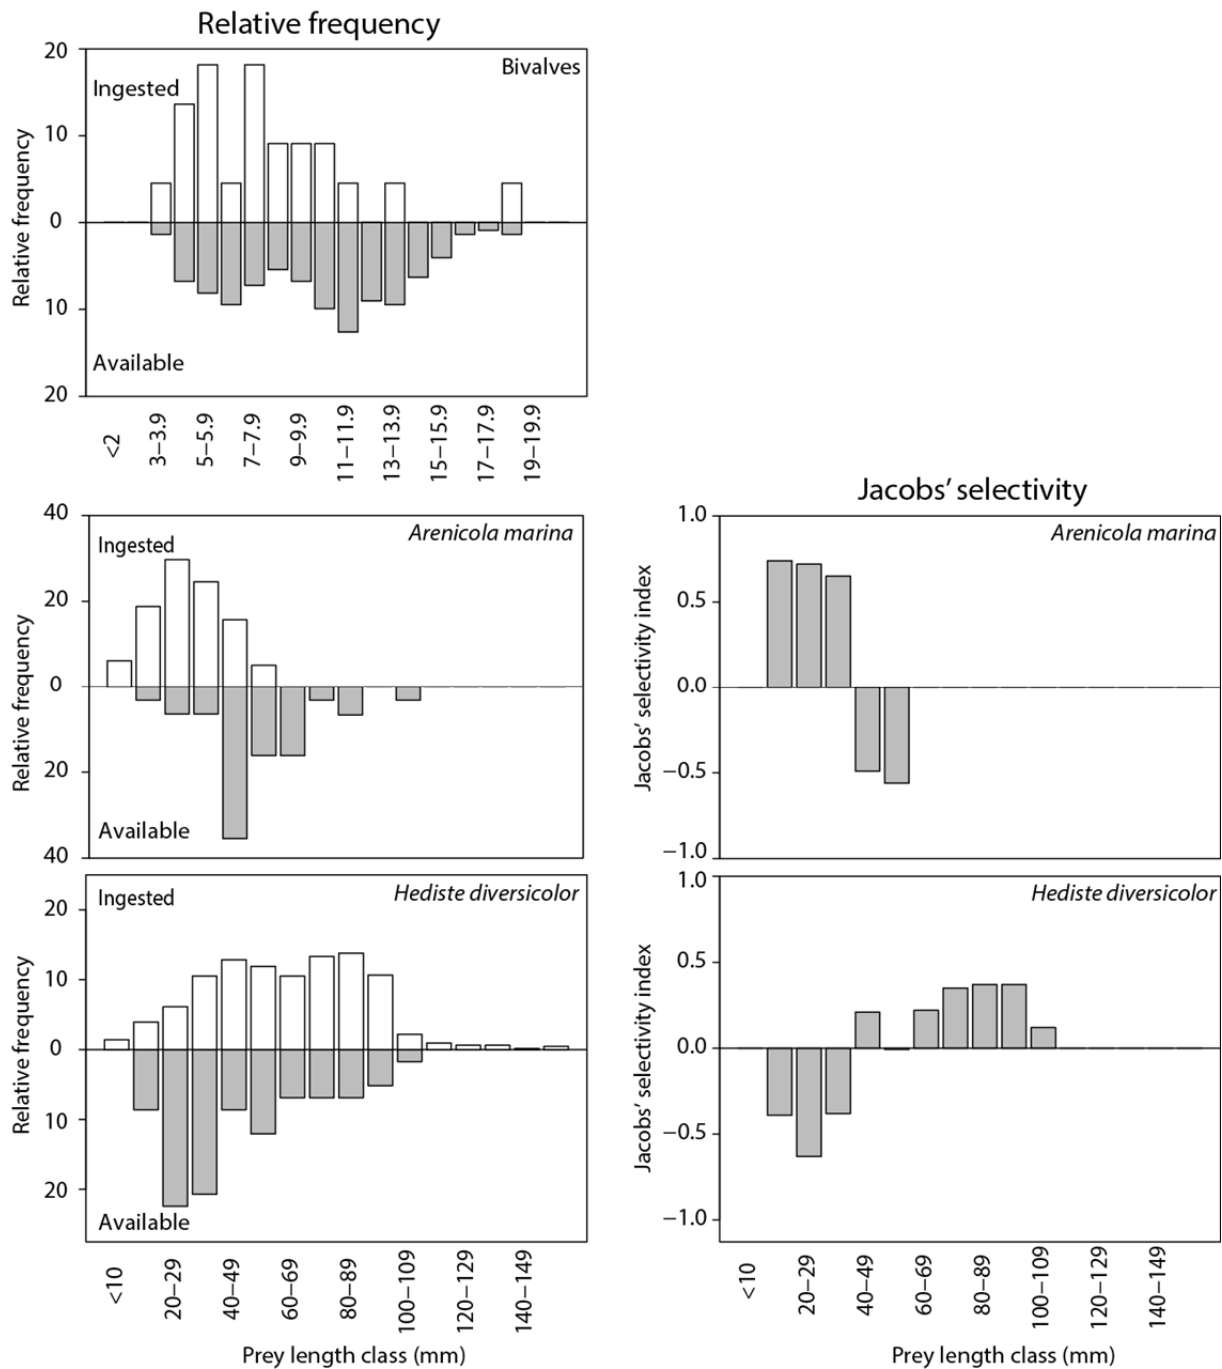 Relative frequency
20
10
0
10
20
Relative frequency
Ingested
Bivalves
Available
<2
3–3.9
5–5.9
7–7.9
9–9.9
11–11.9
13–13.9
15–15.9
17–17.9
19–19.9
40
20
0
20
40
Relative frequency
Ingested
Arenicola marina
Available
Jacobs’ selectivity
1.0
0.5
0.0
−0.5
−1.0
Jacobs’ selectivity index
Arenicola marina
20
10
0
10
20
Relative frequency
Ingested
Hediste diversicolor
Available
<10
20–29
40–49
60–69
80–89
100–109
120–129
140–149
Prey length class (mm)
1.0
0.5
0.0
−0.5
−1.0
Jacobs’ selectivity index
Hediste diversicolor
<10
20–29
40–49
60–69
80–89
100–109
120–129
140–149
Prey length class (mm)